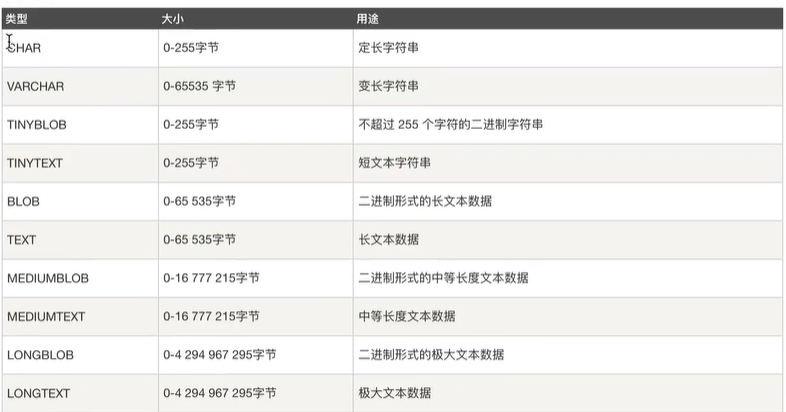 类型 大小 用途
CHAR 0-255字节 定长字符串
VARCHAR 0-65535 字节 变长字符串
TINYBLOB 0-255字节 不超过 255 个字符的二进制字符串
TINYTEXT 0-255字节 短文本字符串
BLOB 0-65 535字节 二进制形式的长文本数据
TEXT 0-65 535字节 长文本数据
MEDIUMBLOB 0-16 777 215字节 二进制形式的中等长度文本数据
MEDIUMTEXT 0-16 777 215字节 中等长度文本数据
LONGBLOB 0-4 294 967 295字节 二进制形式的极大文本数据
LONGTEXT 0-4 294 967 295字节 极大文本数据